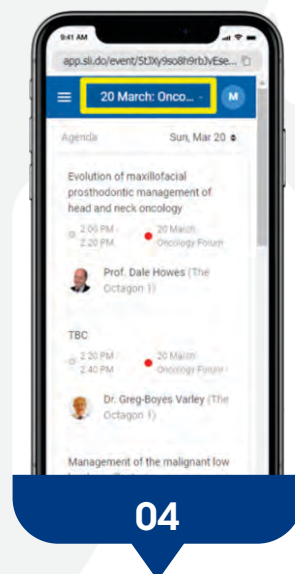 9:41 AM
app.sli.do/event/StJXy9so8h9rbJvEse...
20 March: Onco...
M
Agenda
Sun, Mar 20
Evolution of maxillofacial
prosthodontic management of
head and neck oncology
2:00 PM -
2:20 PM
20 March:
Oncology Forum
Prof. Dale Howes (The
Octagon 1)
TBC
2:20 PM -
2:40 PM
20 March:
Oncology Forum
Dr. Greg-Boyes Varley (The
Octagon 1)
Management of the malignant low
04